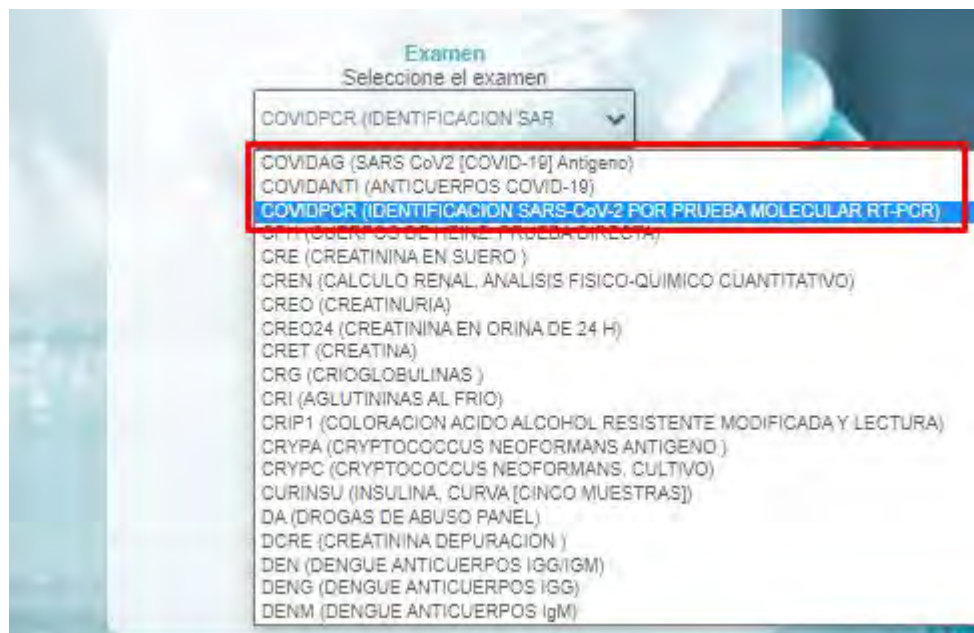 Examen
Seleccione el examen
COVIDPCR (IDENTIFICACION SAR
COVIDAG (SARS CoV2 [COVID-19] Antigeno)
COVIDANTI (ANTICUERPOS COVID-19)
COVIDPCR (IDENTIFICACION SARS-CoV-2 POR PRUEBA MOLECULAR RT-PCR)
(CUERPOS DE HEINZ, PRUEBA DIRECTA)
CRE (CREATININA EN SUERO )
CREN (CALCULO RENAL, ANALISIS FISICO-QUIMICO CUANTITATIVO)
CREO (CREATINURIA)
CREO24 (CREATININA EN ORINA DE 24 H)
CRET (CREATINA)
CRG (CRIOGLOBULINAS )
CRI (AGLUTININAS AL FRIO)
CRIP1 (COLORACION ACIDO ALCOHOL RESISTENTE MODIFICADA Y LECTURA)
CRYPA (CRYPTOCOCCUS NEOFORMANS ANTIGENO )
CRYPC (CRYPTOCOCCUS NEOFORMANS, CULTIVO)
CURINSU (INSULINA, CURVA [CINCO MUESTRAS])
DA (DROGAS DE ABUSO PANEL)
DCRE (CREATININA DEPURACION )
DEN (DENGUE ANTICUERPOS IGG/IGM)
DENG (DENGUE ANTICUERPOS IGG)
DENM (DENGUE ANTICUERPOS IgM)